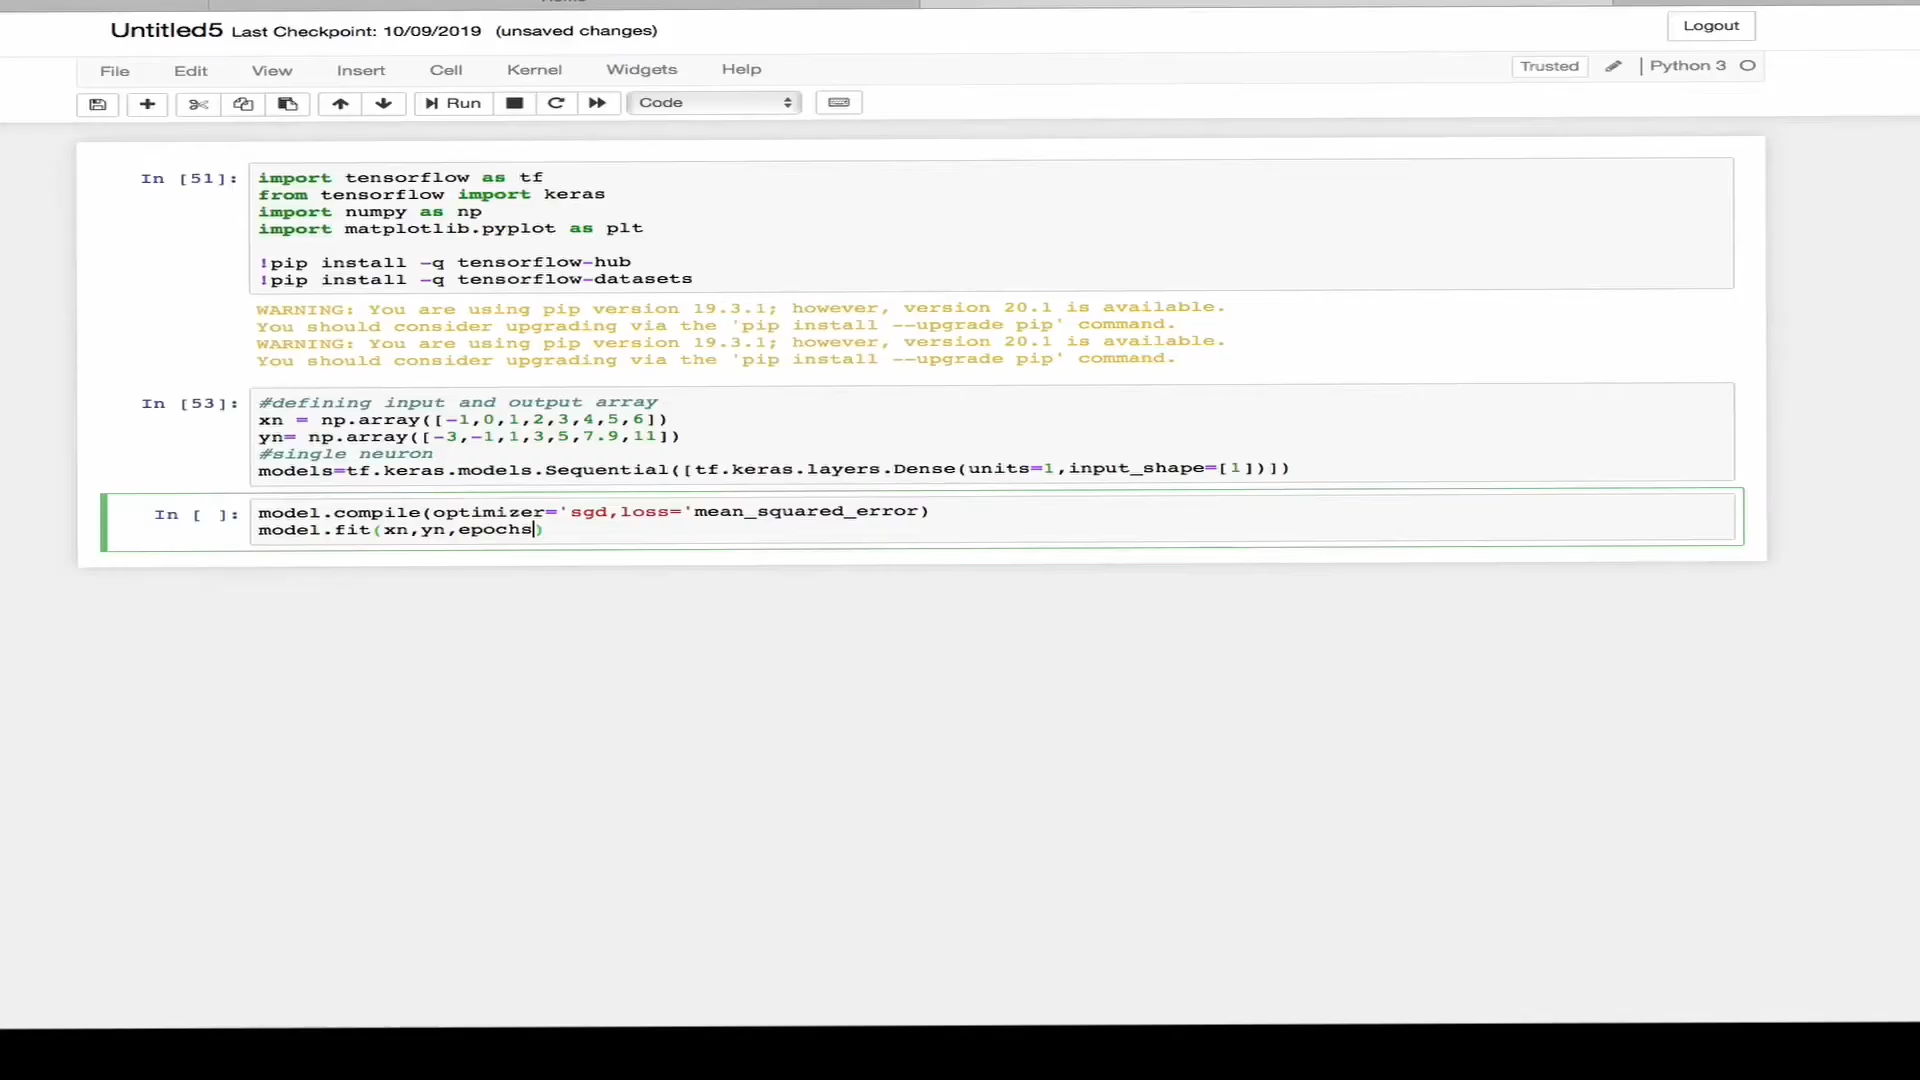 Untitled5 Last Checkpoint: 10/09/2019 (unsaved changes)
Logout
File Edit View Insert Cell Kernel Widgets Help
Trusted | Python 3
Run Code
In [51]: import tensorflow as tf
from tensorflow import keras
import numpy as np
import matplotlib.pyplot as plt
!pip install -q tensorflow-hub
!pip install -q tensorflow-datasets
WARNING: You are using pip version 19.3.1; however, version 20.1 is available.
You should consider upgrading via the 'pip install --upgrade pip' command.
WARNING: You are using pip version 19.3.1; however, version 20.1 is available.
You should consider upgrading via the 'pip install --upgrade pip' command.
In [53]: #defining input and output array
xn = np.array([-1,0,1,2,3,4,5,6])
yn= np.array([-3,-1,1,3,5,7.9,11])
#single neuron
models=tf.keras.models.Sequential([tf.keras.layers.Dense(units=1,input_shape=[1])])
In [ ]: model.compile(optimizer='sgd,loss='mean_squared_error)
model.fit(xn,yn,epochs)